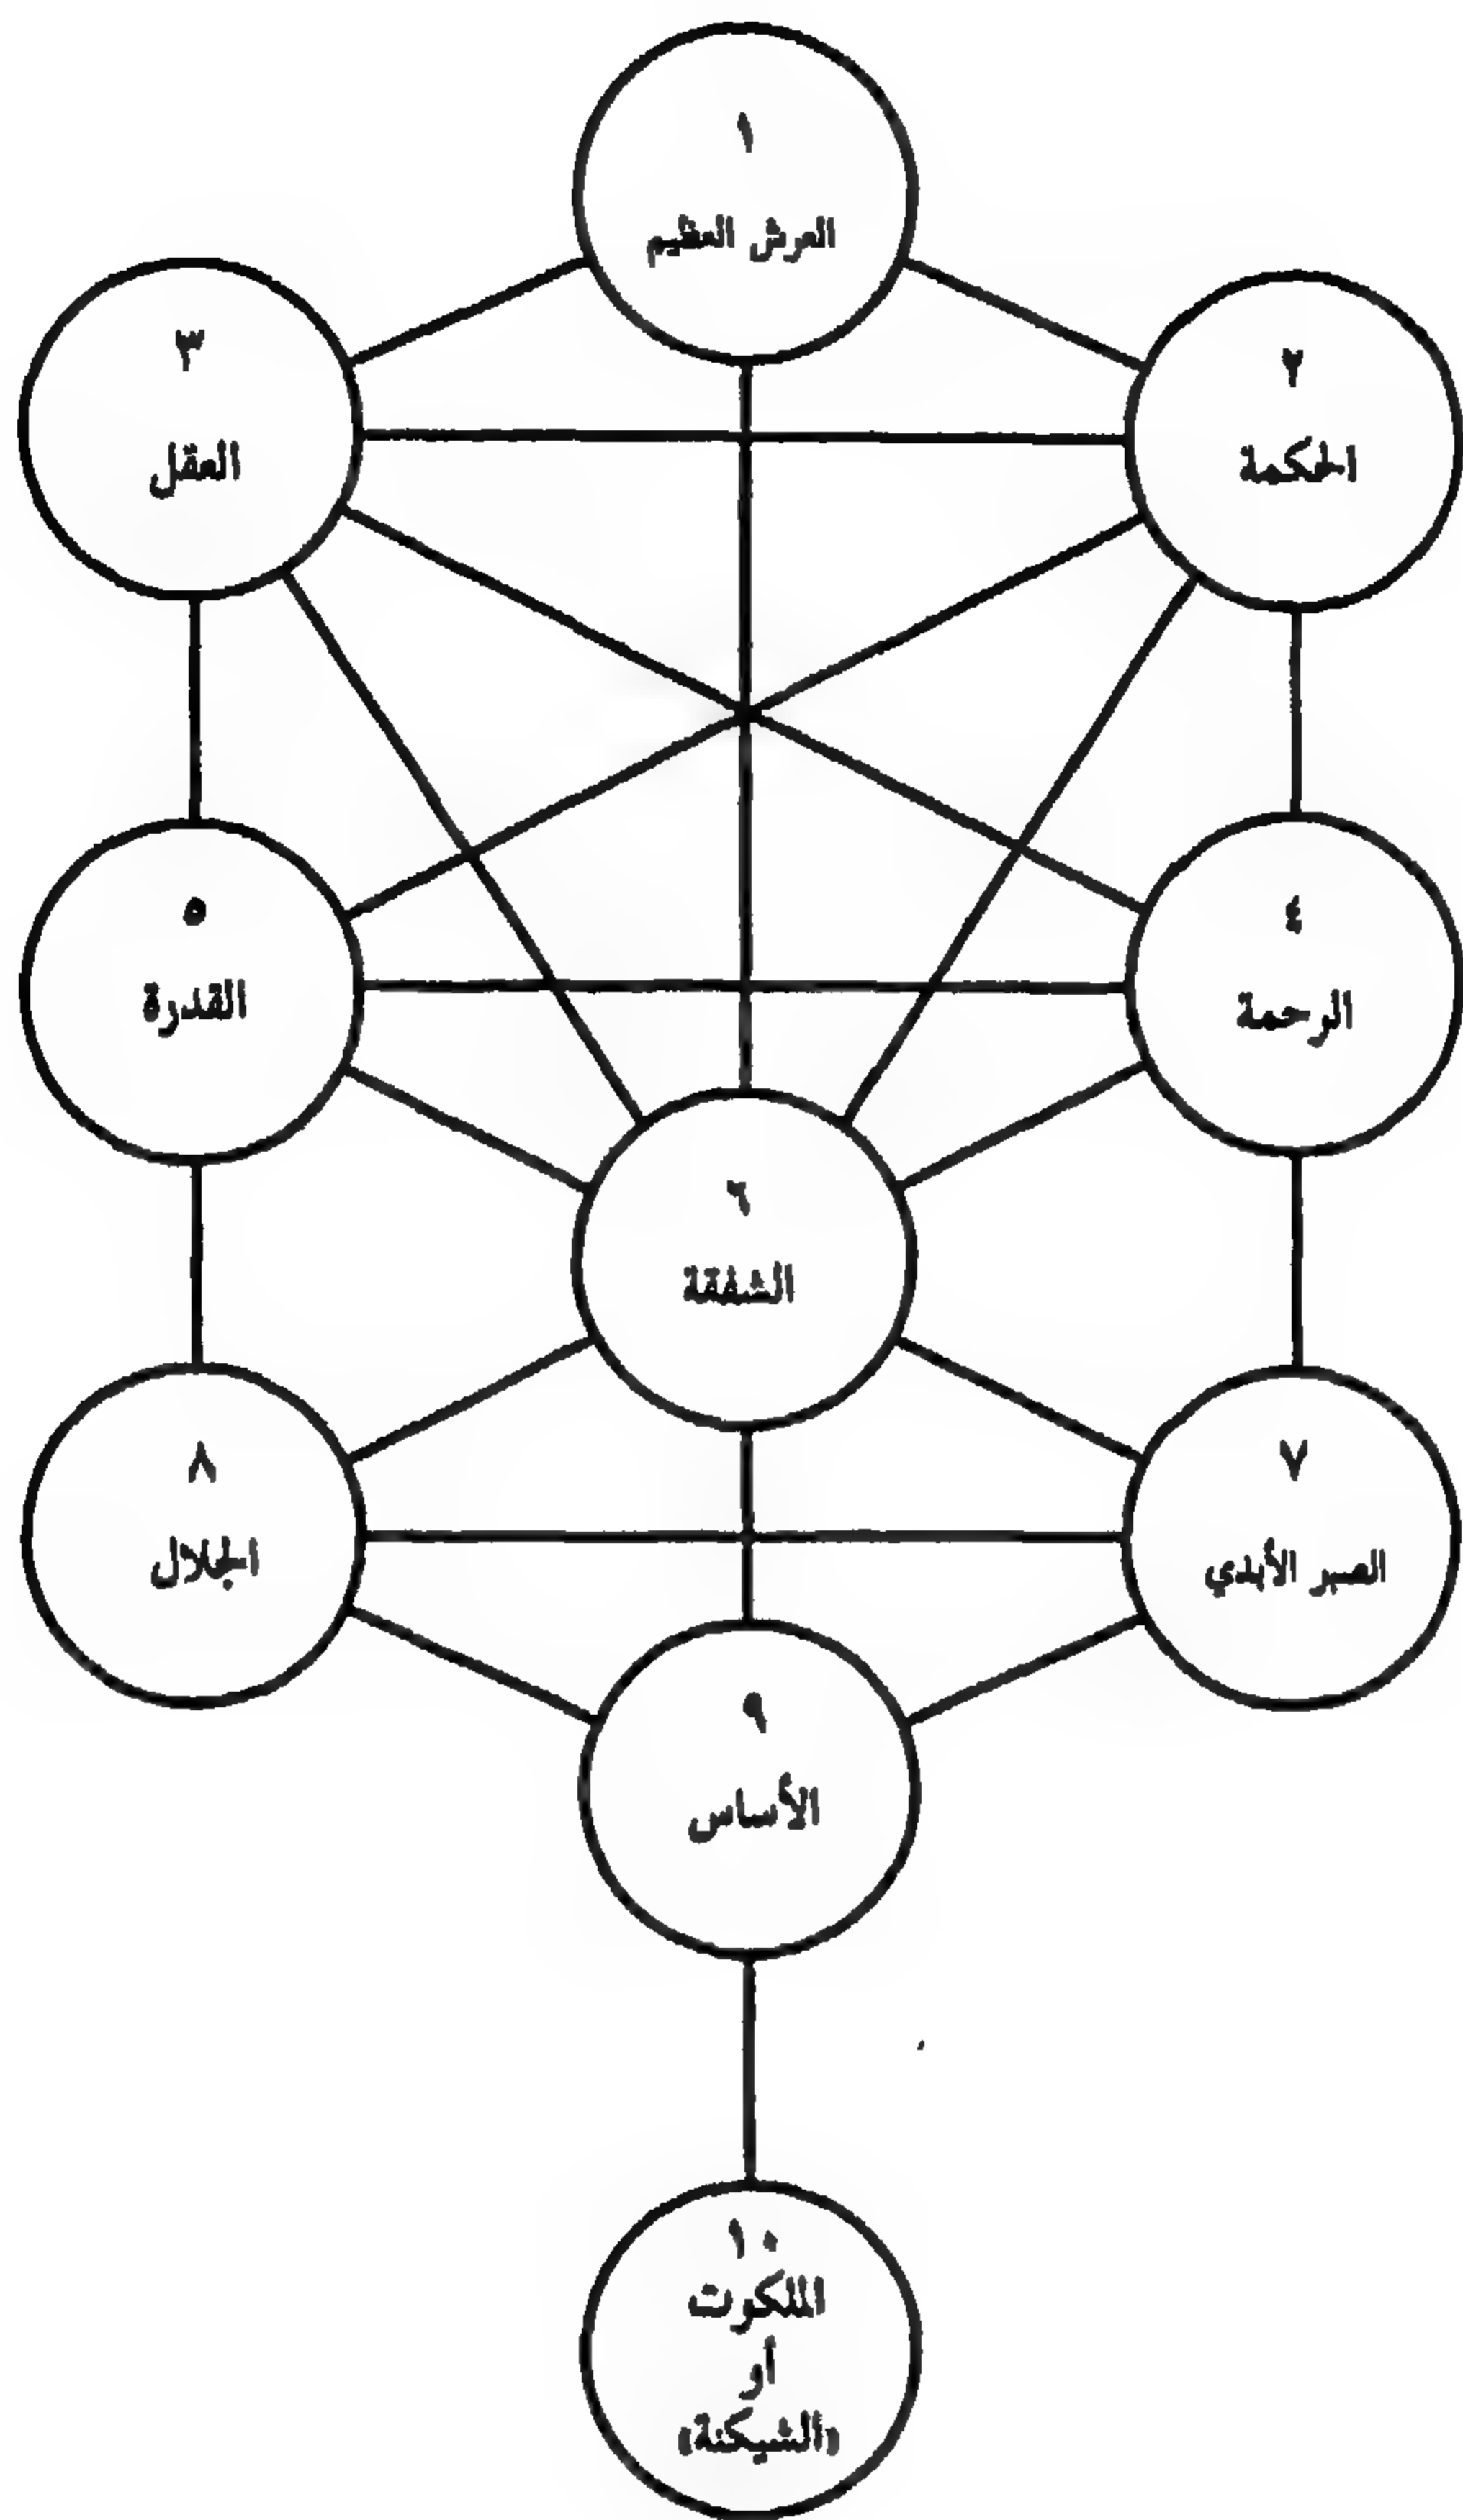 ١
العرش العظيم
٢
الحكمة
٣
العقل
٤
الرحمة
٥
القدرة
٦
الشفقة
٧
الصبر الأبدي
٨
الجلال
٩
الأساس
١٠
الملكوت
أو
«الشيكنة»